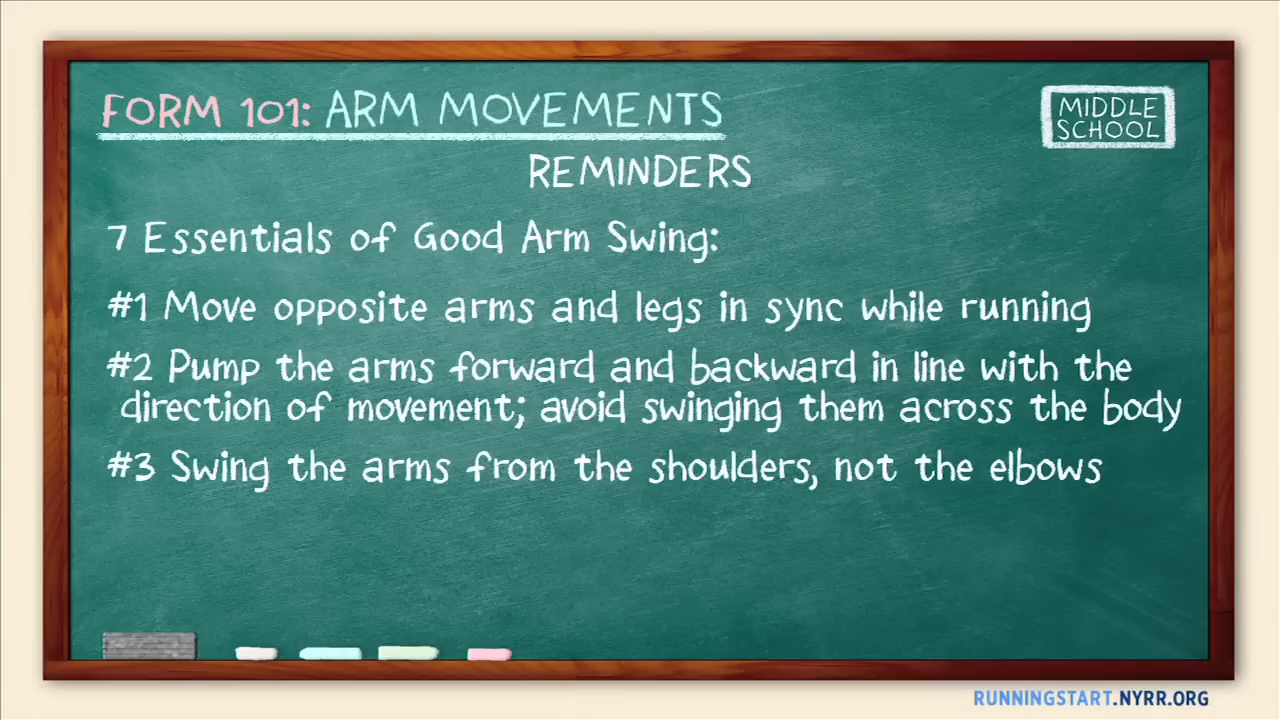 FORM 101: ARM MOVEMENTS
MIDDLE
SCHOOL
REMINDERS
7 Essentials of Good Arm Swing:
#1 Move opposite arms and legs in sync while running
#2 Pump the arms forward and backward in line with the
direction of movement; avoid swinging them across the body
#3 Swing the arms from the shoulders, not the elbows
RUNNINGSTART.NYRR.ORG